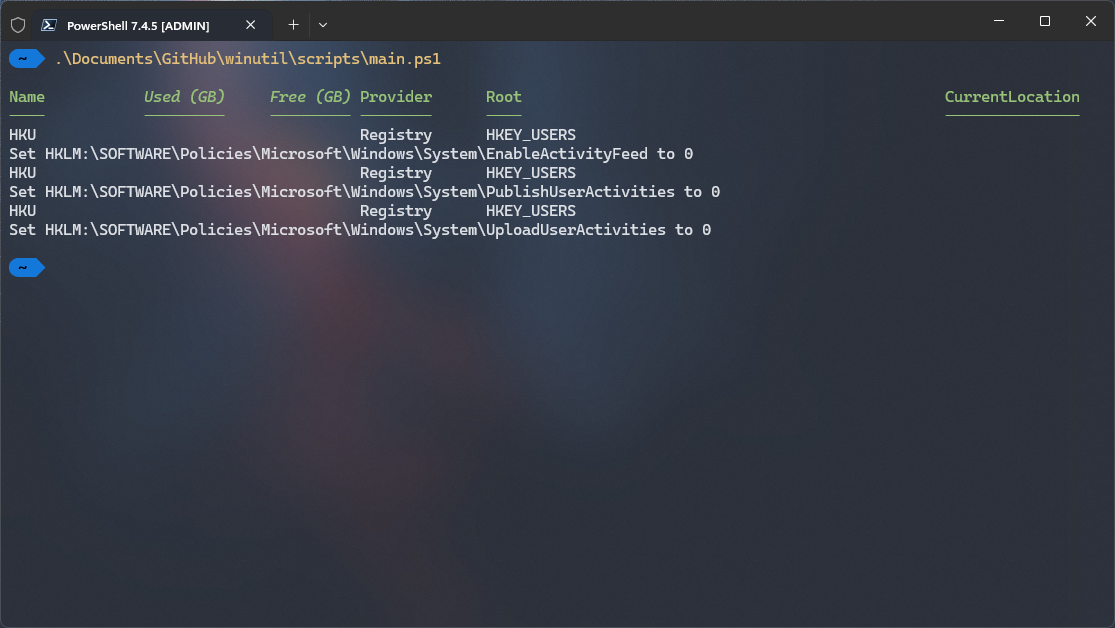 PowerShell 7.4.5 [ADMIN]
~ .\Documents\GitHub\winutil\scripts\main.ps1
Name Used (GB) Free (GB) Provider Root CurrentLocation
HKU Registry HKEY_USERS
Set HKLM:\SOFTWARE\Policies\Microsoft\Windows\System\EnableActivityFeed to 0
HKU Registry HKEY_USERS
Set HKLM:\SOFTWARE\Policies\Microsoft\Windows\System\PublishUserActivities to 0
HKU Registry HKEY_USERS
Set HKLM:\SOFTWARE\Policies\Microsoft\Windows\System\UploadUserActivities to 0
~